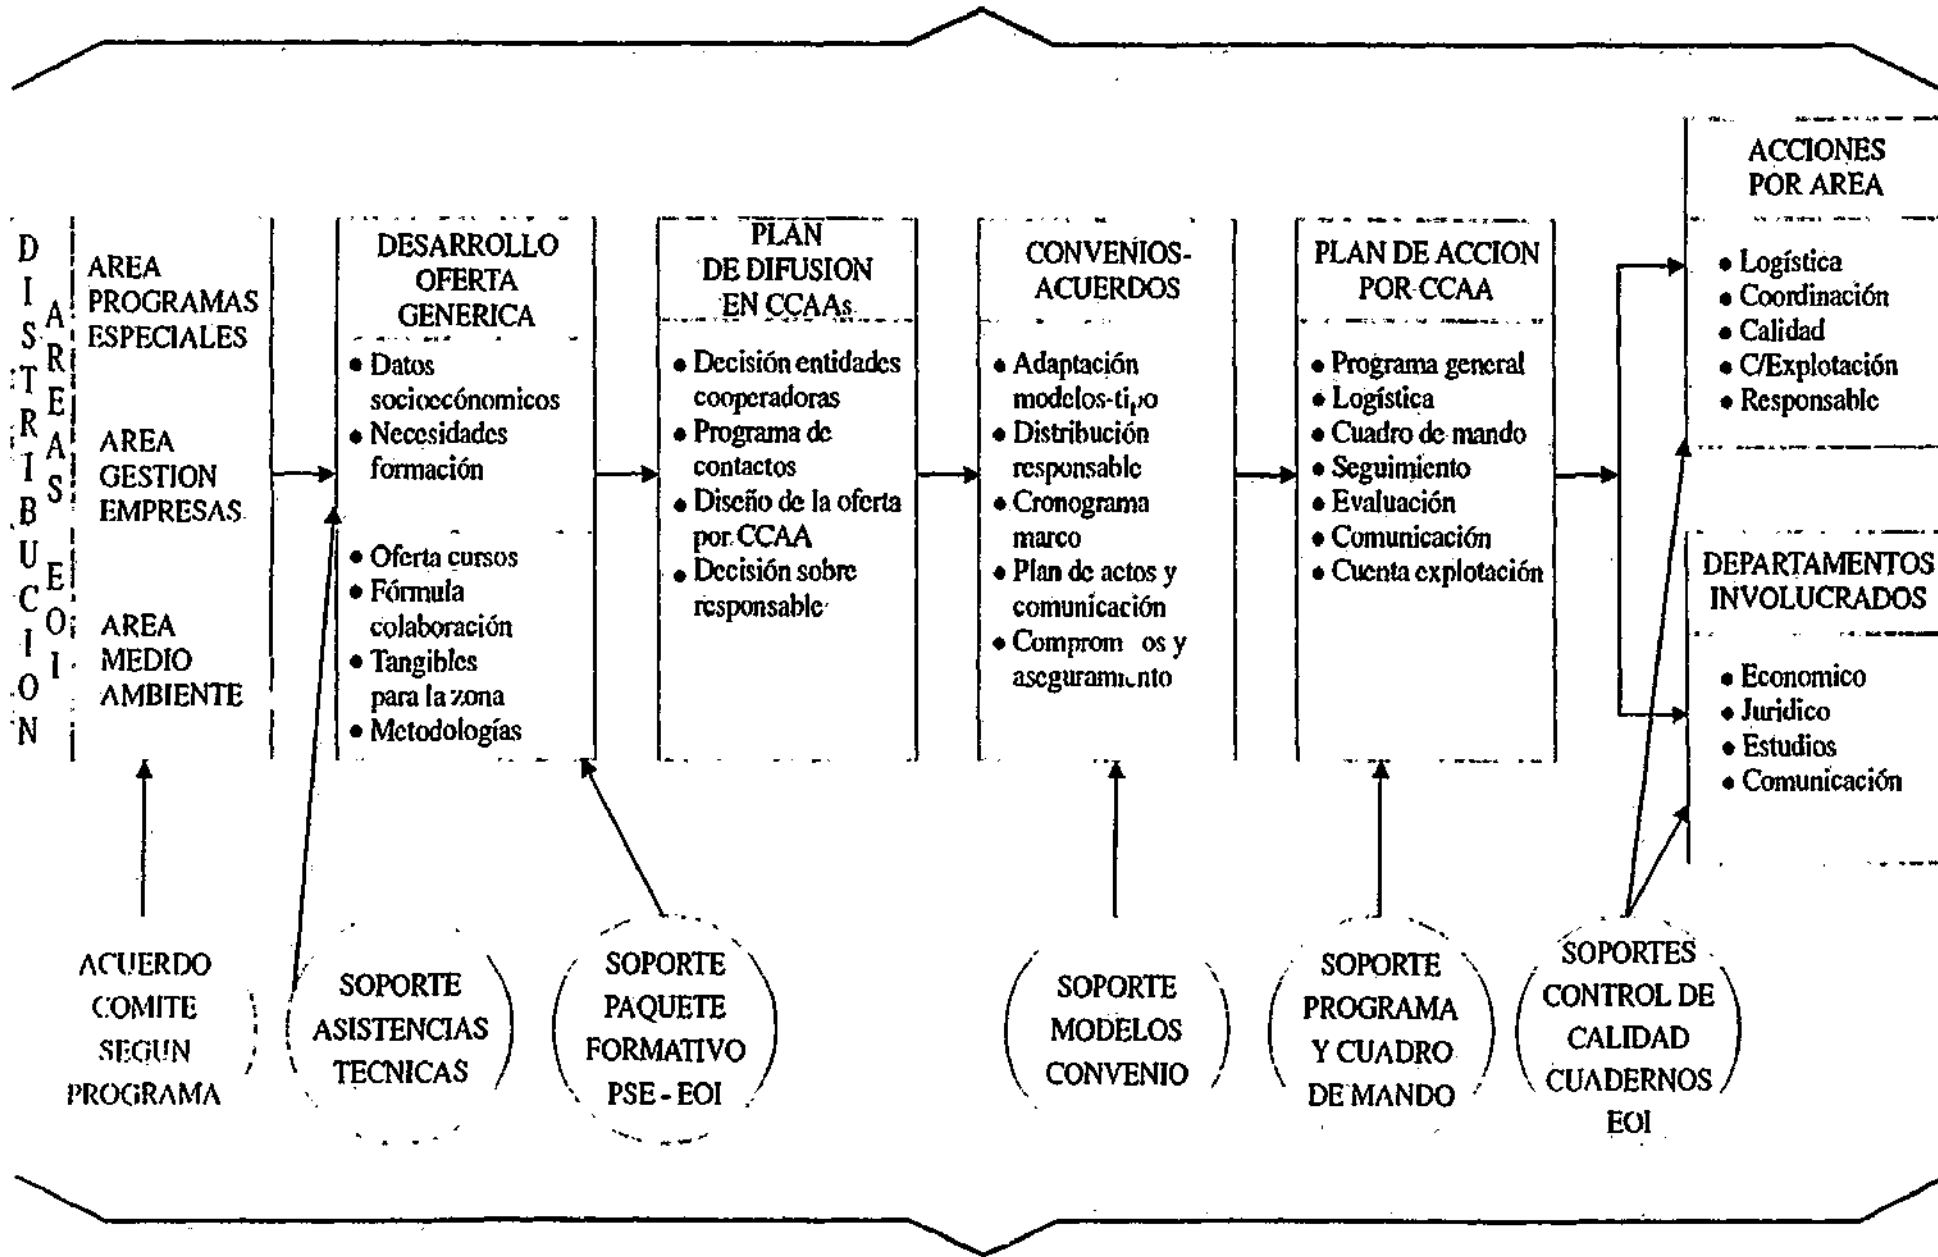 DISTRIBUCION
AREAS EOI
AREA
PROGRAMAS
ESPECIALES
AREA
GESTION
EMPRESAS
AREA
MEDIO
AMBIENTE
DESARROLLO
OFERTA
GENERICA
• Datos
socioecónomicos
• Necesidades
formación
• Oferta cursos
• Fórmula
colaboración
• Tangibles
para la zona
• Metodologías
PLAN
DE DIFUSION
EN CCAAs
• Decisión entidades
cooperadoras
• Programa de
contactos
• Diseño de la oferta
por CCAA
• Decisión sobre
responsable
CONVENIOS-
ACUERDOS
• Adaptación
modelos-tipo
• Distribución
responsable
• Cronograma
marco
• Plan de actos y
comunicación
• y
aseguramiento
PLAN DE ACCION
POR CCAA
• Programa general
• Logística
• Cuadro de mando
• Seguimiento
• Evaluación
• Comunicación
• Cuenta explotación
ACCIONES
POR AREA
• Logística
• Coordinación
• Calidad
• C/Explotación
• Responsable
DEPARTAMENTOS
INVOLUCRADOS
• Economico
• Juridico
• Estudios
• Comunicación
ACUERDO
COMITE
SEGUN
PROGRAMA
SOPORTE
ASISTENCIAS
TECNICAS
SOPORTE
PAQUETE
FORMATIVO
PSE - EOI
SOPORTE
MODELOS
CONVENIO
SOPORTE
PROGRAMA
Y CUADRO
DE MANDO
SOPORTES
CONTROL DE
CALIDAD
CUADERNOS
EOI